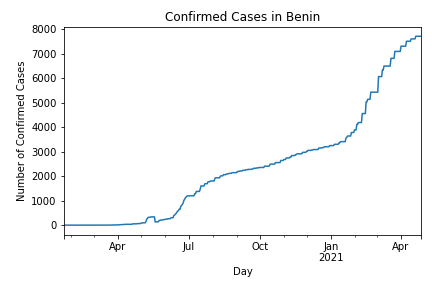 Confirmed Cases in Benin
Number of Confirmed Cases
8000
7000
6000
5000
4000
3000
2000
1000
0
Apr
Jul
Oct
Jan
2021
Apr
Day